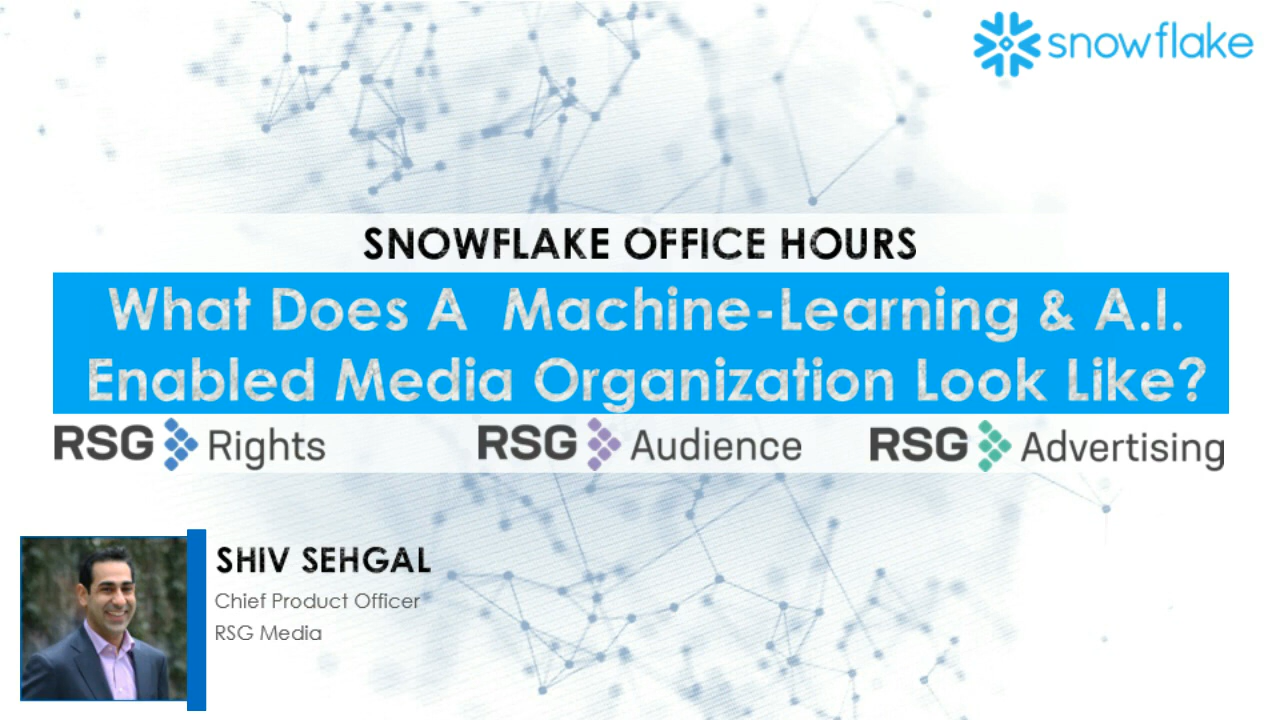 snowflake
SNOWFLAKE OFFICE HOURS
What Does A Machine-Learning & A.I.
Enabled Media Organization Look Like?
RSG Rights
RSG Audience
RSG Advertising
SHIV SEHGAL
Chief Product Officer
RSG Media